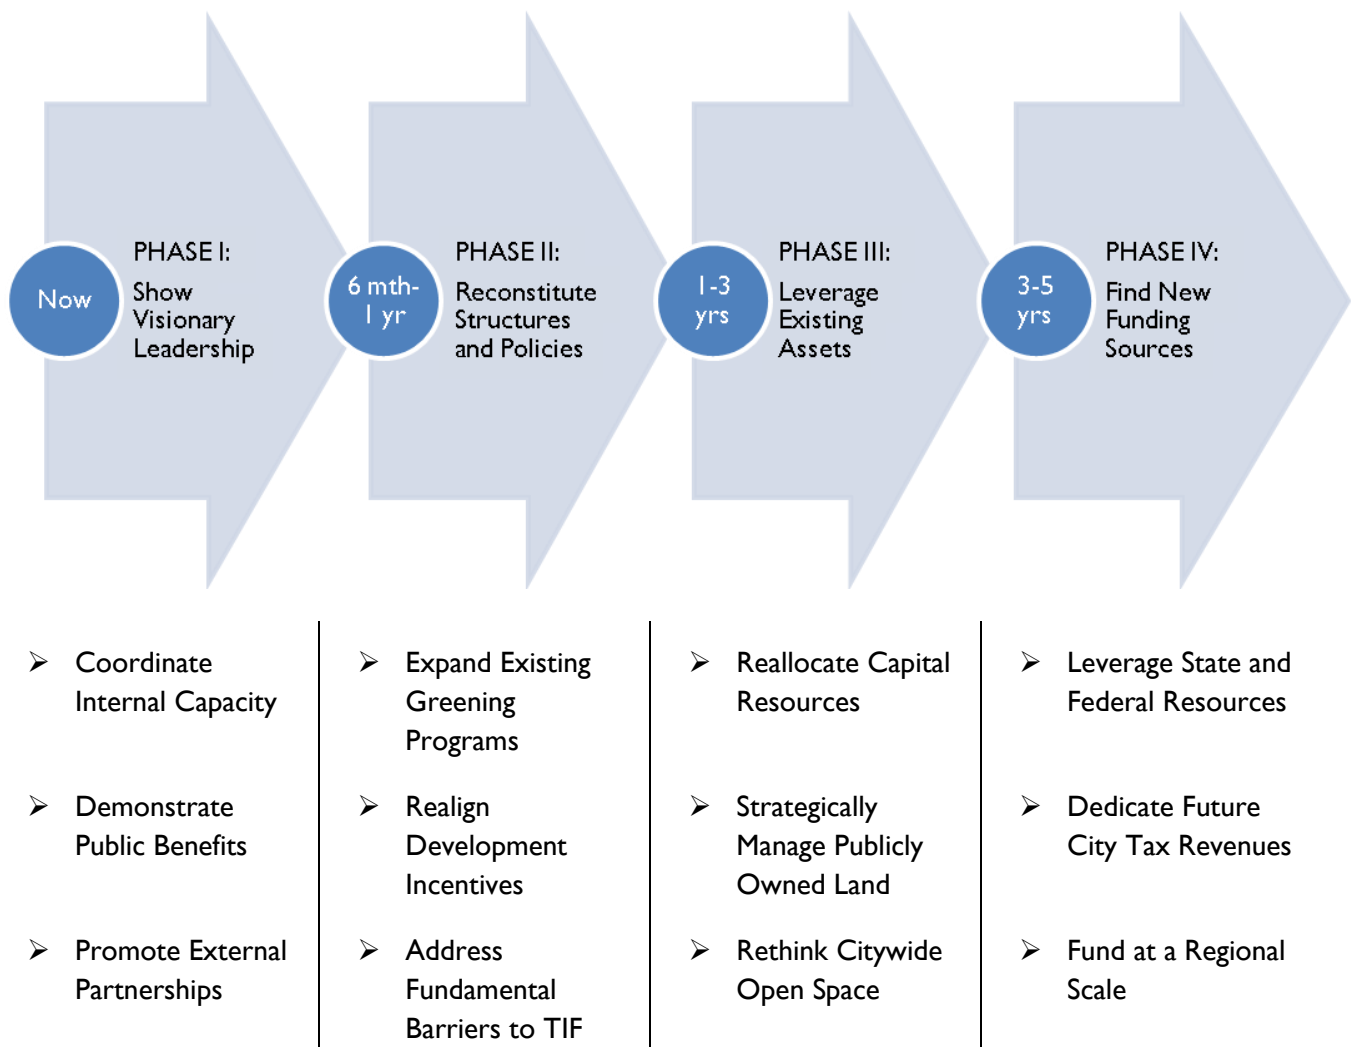 Now
PHASE I:
Show
Visionary
Leadership
6 mth-
1 yr
PHASE II:
Reconstitute
Structures
and Policies
1-3
yrs
PHASE III:
Leverage
Existing
Assets
3-5
yrs
PHASE IV:
Find New
Funding
Sources
➢ Coordinate
Internal Capacity
➢ Demonstrate
Public Benefits
➢ Promote External
Partnerships
➢ Expand Existing
Greening
Programs
➢ Realign
Development
Incentives
➢ Address
Fundamental
Barriers to TIF
➢ Reallocate Capital
Resources
➢ Strategically
Manage Publicly
Owned Land
➢ Rethink Citywide
Open Space
➢ Leverage State and
Federal Resources
➢ Dedicate Future
City Tax Revenues
➢ Fund at a Regional
Scale